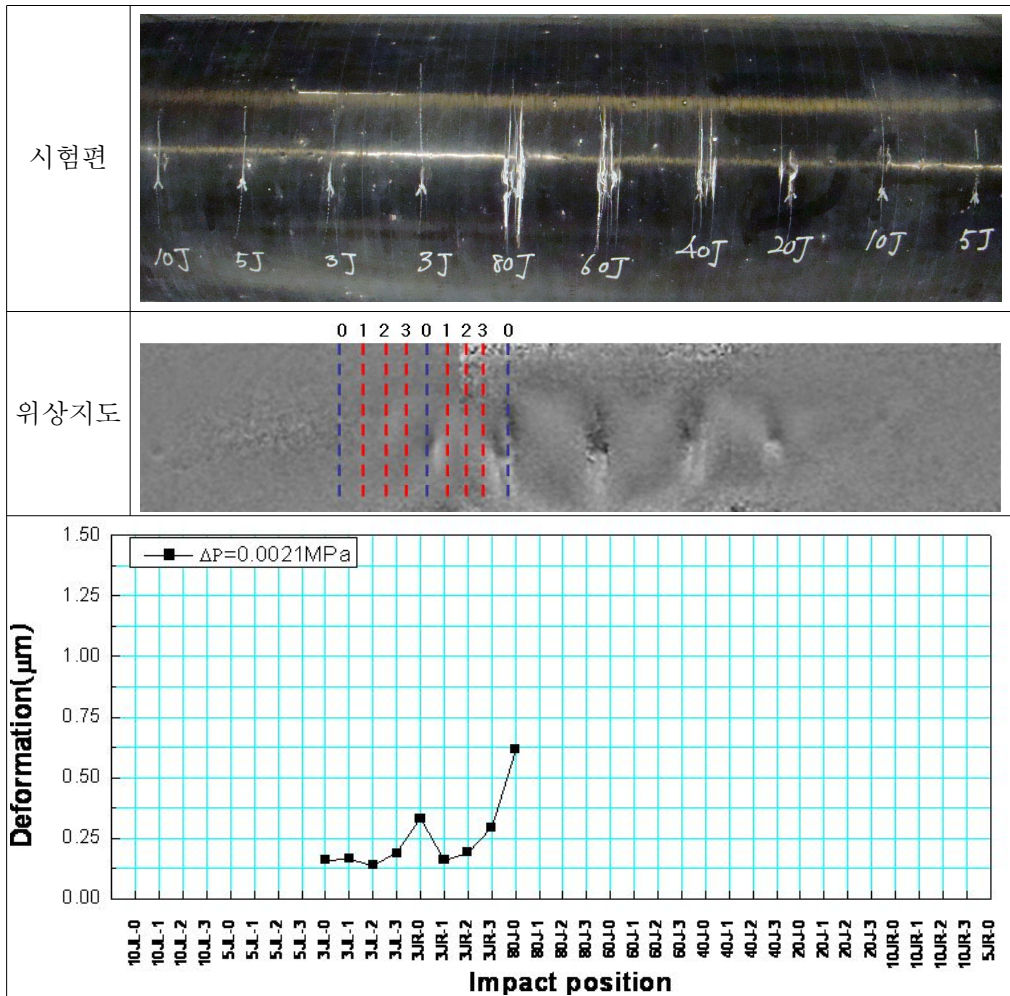 시험편
10J 5J 3J 3J 80J 60J 40J 20J 10J 5J
위상지도
0 1 2 3 0 1 2 3 0
ΔP=0.0021MPa
1.50
1.25
1.00
0.75
0.50
0.25
0.00
Deformation(μm)
10JL-0 10JL-1 10JL-2 10JL-3 5JL-0 5JL-1 5JL-2 5JL-3 3JL-0 3JL-1 3JL-2 3JL-3 3JR-0 3JR-1 3JR-2 3JR-3 80J-0 80J-1 80J-2 80J-3 60J-0 60J-1 60J-2 60J-3 40J-0 40J-1 40J-2 40J-3 20J-0 20J-1 20J-2 20J-3 10JR-0 10JR-1 10JR-2 10JR-3 5JR-0
Impact position